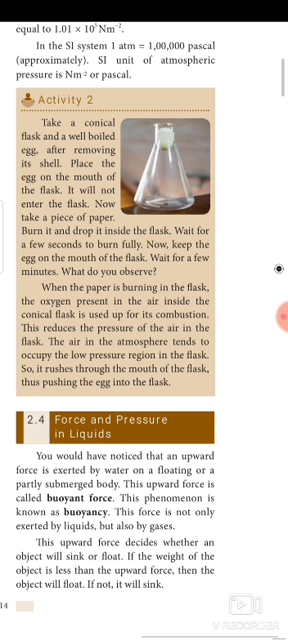 equal to 1.01 × 10⁵ Nm⁻².
In the SI system 1 atm = 1,00,000 pascal
(approximately). SI unit of atmospheric
pressure is Nm⁻² or pascal.
Activity 2
Take a conical
flask and a well boiled
egg, after removing
its shell. Place the
egg on the mouth of
the flask. It will not
enter the flask. Now
take a piece of paper.
Burn it and drop it inside the flask. Wait for
a few seconds to burn fully. Now, keep the
egg on the mouth of the flask. Wait for a few
minutes. What do you observe?
When the paper is burning in the flask,
the oxygen present in the air inside the
conical flask is used up for its combustion.
This reduces the pressure of the air in the
flask. The air in the atmosphere tends to
occupy the low pressure region in the flask.
So, it rushes through the mouth of the flask,
thus pushing the egg into the flask.
2.4 Force and Pressure
in Liquids
You would have noticed that an upward
force is exerted by water on a floating or a
partly submerged body. This upward force is
called buoyant force. This phenomenon is
known as buoyancy. This force is not only
exerted by liquids, but also by gases.
This upward force decides whether an
object will sink or float. If the weight of the
object is less than the upward force, then the
object will float. If not, it will sink.
14
V RECORDER